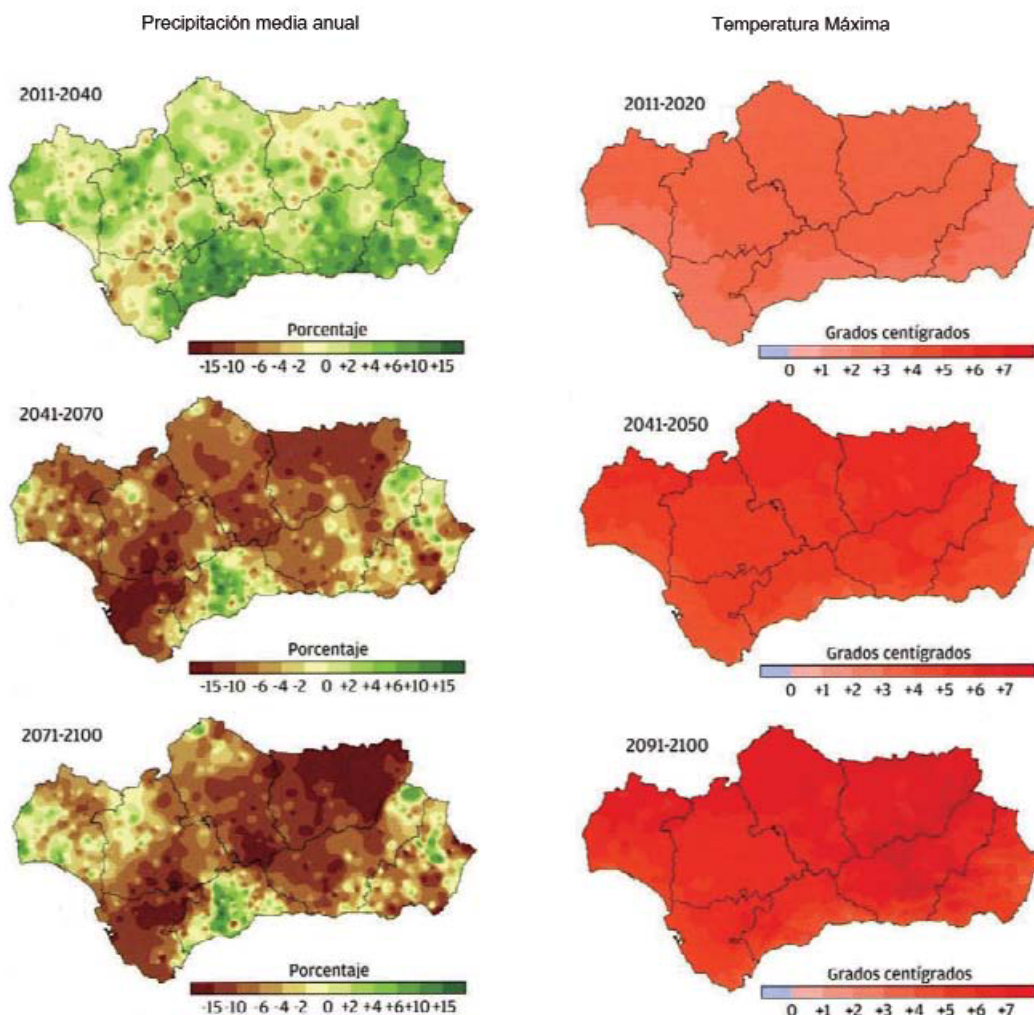 Precipitación media anual
Temperatura Máxima
2011-2040
2011-2020
Porcentaje
-15-10 -6 -4 -2 0 +2 +4 +6+10 +15
Grados centígrados
0 +1 +2 +3 +4 +5 +6 +7
2041-2070
2041-2050
Porcentaje
-15-10 -6 -4 -2 0 +2 +4 +6+10 +15
Grados centígrados
0 +1 +2 +3 +4 +5 +6 +7
2071-2100
2091-2100
Porcentaje
-15-10 -6 -4 -2 0 +2 +4 +6+10 +15
Grados centígrados
0 +1 +2 +3 +4 +5 +6 +7